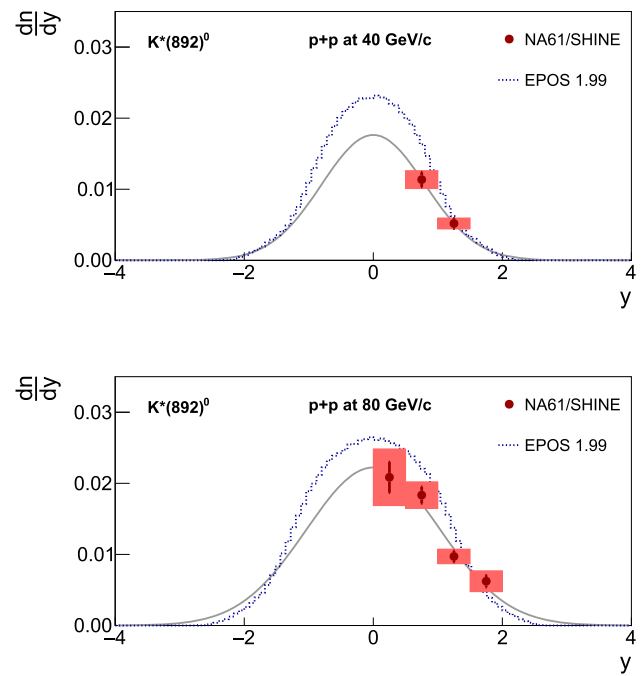 dn
dy
0.03
0.02
0.01
0.00
K*(892)⁰
p+p at 40 GeV/c
NA61/SHINE
EPOS 1.99
−4
−2
0
2
4
y
dn
dy
0.03
0.02
0.01
0.00
K*(892)⁰
p+p at 80 GeV/c
NA61/SHINE
EPOS 1.99
−4
−2
0
2
4
y